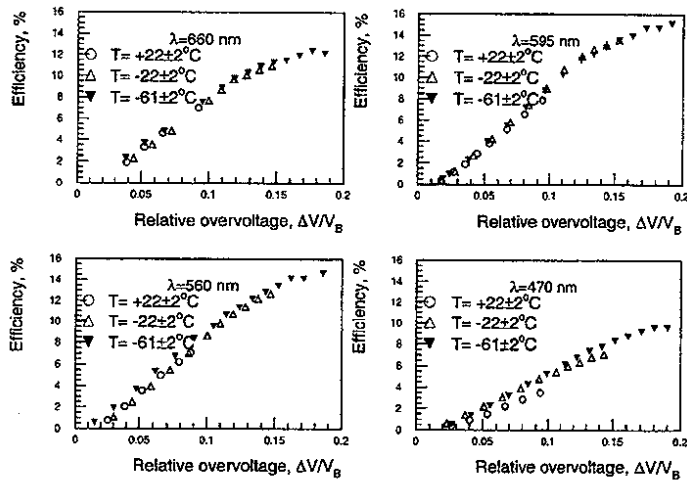 Efficiency, %
16
14
12
10
8
6
4
2
0
λ=660 nm
T= +22±2°C
T= -22±2°C
T= -61±2°C
0 0.05 0.1 0.15 0.2
Relative overvoltage, ΔV/V_B
Efficiency, %
16
14
12
10
8
6
4
2
0
λ=595 nm
T= +22±2°C
T= -22±2°C
T= -61±2°C
0 0.05 0.1 0.15 0.2
Relative overvoltage, ΔV/V_B
Efficiency, %
16
14
12
10
8
6
4
2
0
λ=560 nm
T= +22±2°C
T= -22±2°C
T= -61±2°C
0 0.05 0.1 0.15 0.2
Relative overvoltage, ΔV/V_B
Efficiency, %
16
14
12
10
8
6
4
2
0
λ=470 nm
T= +22±2°C
T= -22±2°C
T= -61±2°C
0 0.05 0.1 0.15 0.2
Relative overvoltage, ΔV/V_B